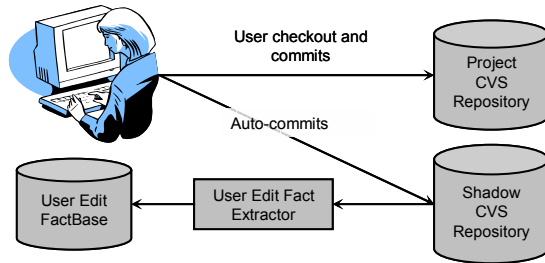 User checkout and
commits
Project
CVS
Repository
Auto-commits
User Edit
FactBase
User Edit Fact
Extractor
Shadow
CVS
Repository